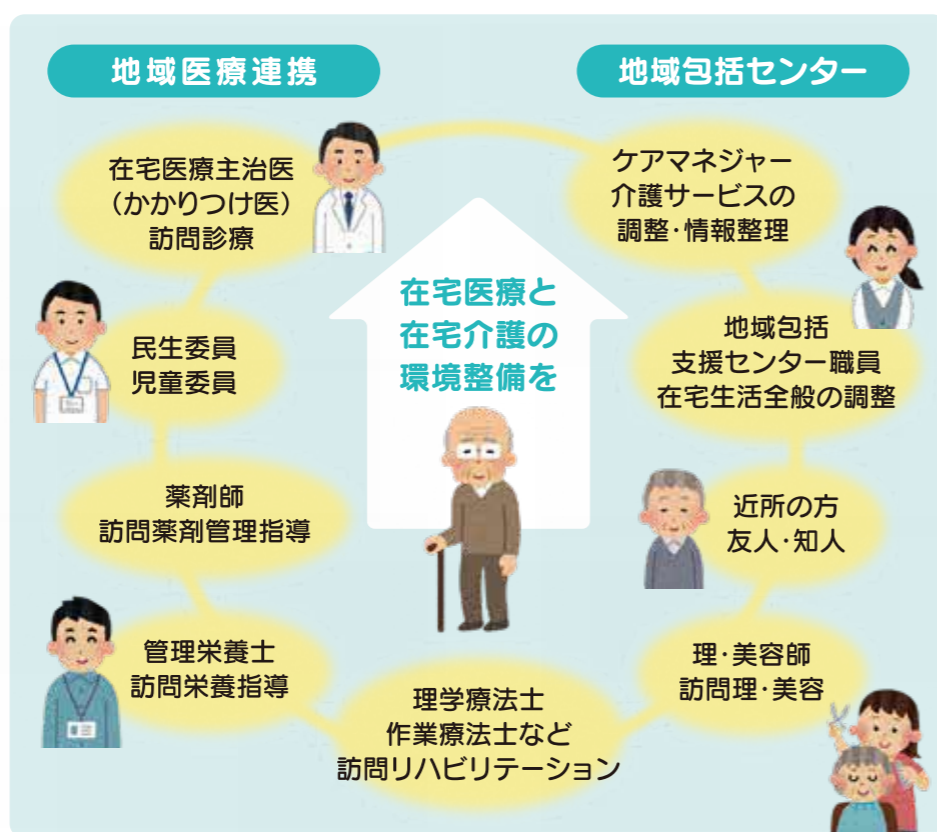 地域医療連携
地域包括センター
在宅医療主治医
（かかりつけ医）
訪問診療
ケアマネジャー
介護サービスの
調整・情報整理
在宅医療と
在宅介護の
環境整備を
民生委員
児童委員
地域包括
支援センター職員
在宅生活全般の調整
薬剤師
訪問薬剤管理指導
近所の方
友人・知人
管理栄養士
訪問栄養指導
理学療法士
作業療法士など
訪問リハビリテーション
理・美容師
訪問理・美容